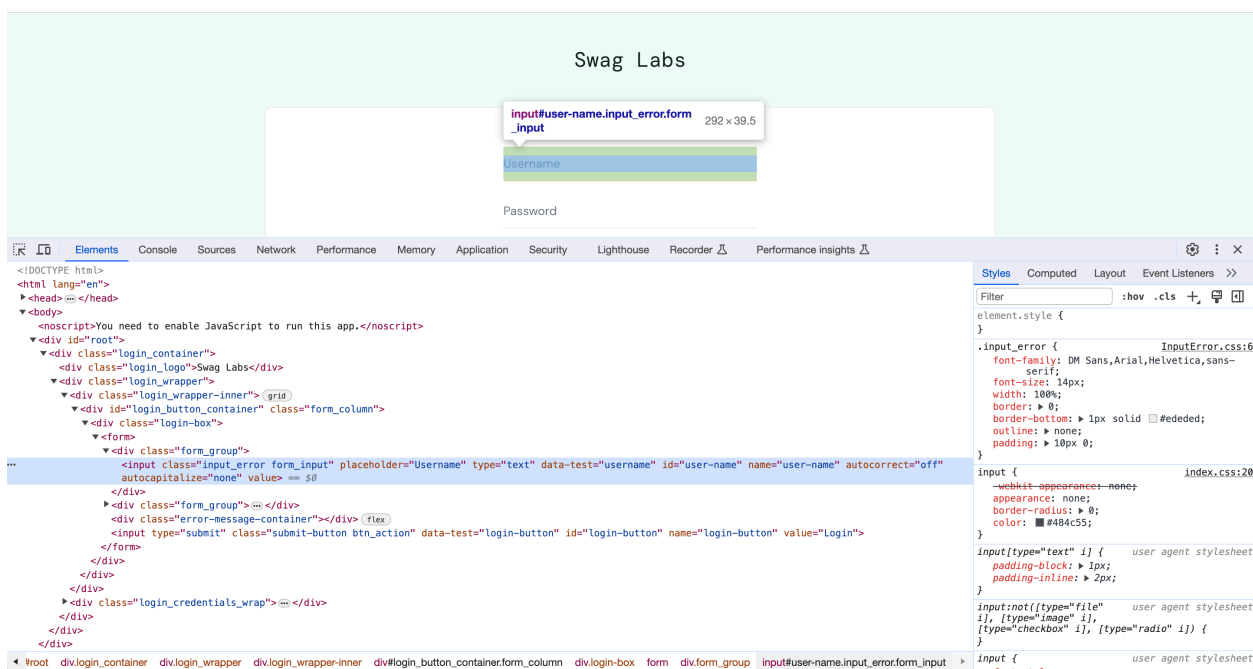 Swag Labs
input#user-name.input_error.form
_input
292 × 39.5
Username
Password
Elements Console Sources Network Performance Memory Application Security Lighthouse Recorder Performance insights
<!DOCTYPE html>
<html lang="en">
▶<head> ⋯ </head>
▼<body>
<noscript>You need to enable JavaScript to run this app.</noscript>
▼<div id="root">
▼<div class="login_container">
<div class="login_logo">Swag Labs</div>
▼<div class="login_wrapper">
▼<div class="login_wrapper-inner"> grid
▼<div id="login_button_container" class="form_column">
▼<div class="login-box">
▼<form>
▼<div class="form_group">
<input class="input_error form_input" placeholder="Username" type="text" data-test="username" id="user-name" name="user-name" autocorrect="off"
autocapitalize="none" value> == $0
</div>
▶<div class="form_group"> ⋯ </div>
<div class="error-message-container"></div> flex
<input type="submit" class="submit-button btn_action" data-test="login-button" id="login-button" name="login-button" value="Login">
</form>
</div>
</div>
</div>
▶<div class="login_credentials_wrap"> ⋯ </div>
</div>
</div>
</div>
#root div.login_container div.login_wrapper div.login_wrapper-inner div#login_button_container.form_column div.login-box form div.form_group input#user-name.input_error.form_input
Styles Computed Layout Event Listeners
Filter :hov .cls
element.style {
}
.input_error { InputError.css:6
font-family: DM Sans,Arial,Helvetica,sans-
serif;
font-size: 14px;
width: 100%;
border: ▶ 0;
border-bottom: ▶ 1px solid #ededed;
outline: ▶ none;
padding: ▶ 10px 0;
}
input { index.css:20
-webkit-appearance: none;
appearance: none;
border-radius: ▶ 0;
color: #484c55;
}
input[type="text" i] { user agent stylesheet
padding-block: ▶ 1px;
padding-inline: ▶ 2px;
}
input:not([type="file" user agent stylesheet
i], [type="image" i],
[type="checkbox" i], [type="radio" i]) {
}
input { user agent stylesheet